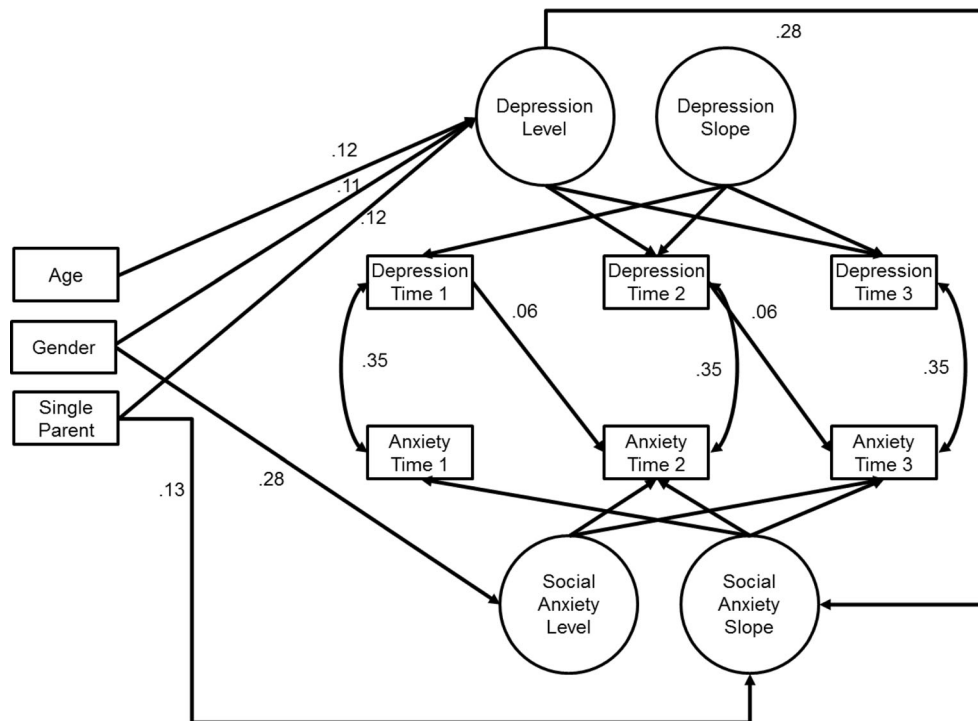 .28
Depression
Level
Depression
Slope
.12
.11
.12
Age
Gender
Single
Parent
Depression
Time 1
Depression
Time 2
Depression
Time 3
.06
.06
.35
.35
.35
Anxiety
Time 1
Anxiety
Time 2
Anxiety
Time 3
.13
.28
Social
Anxiety
Level
Social
Anxiety
Slope